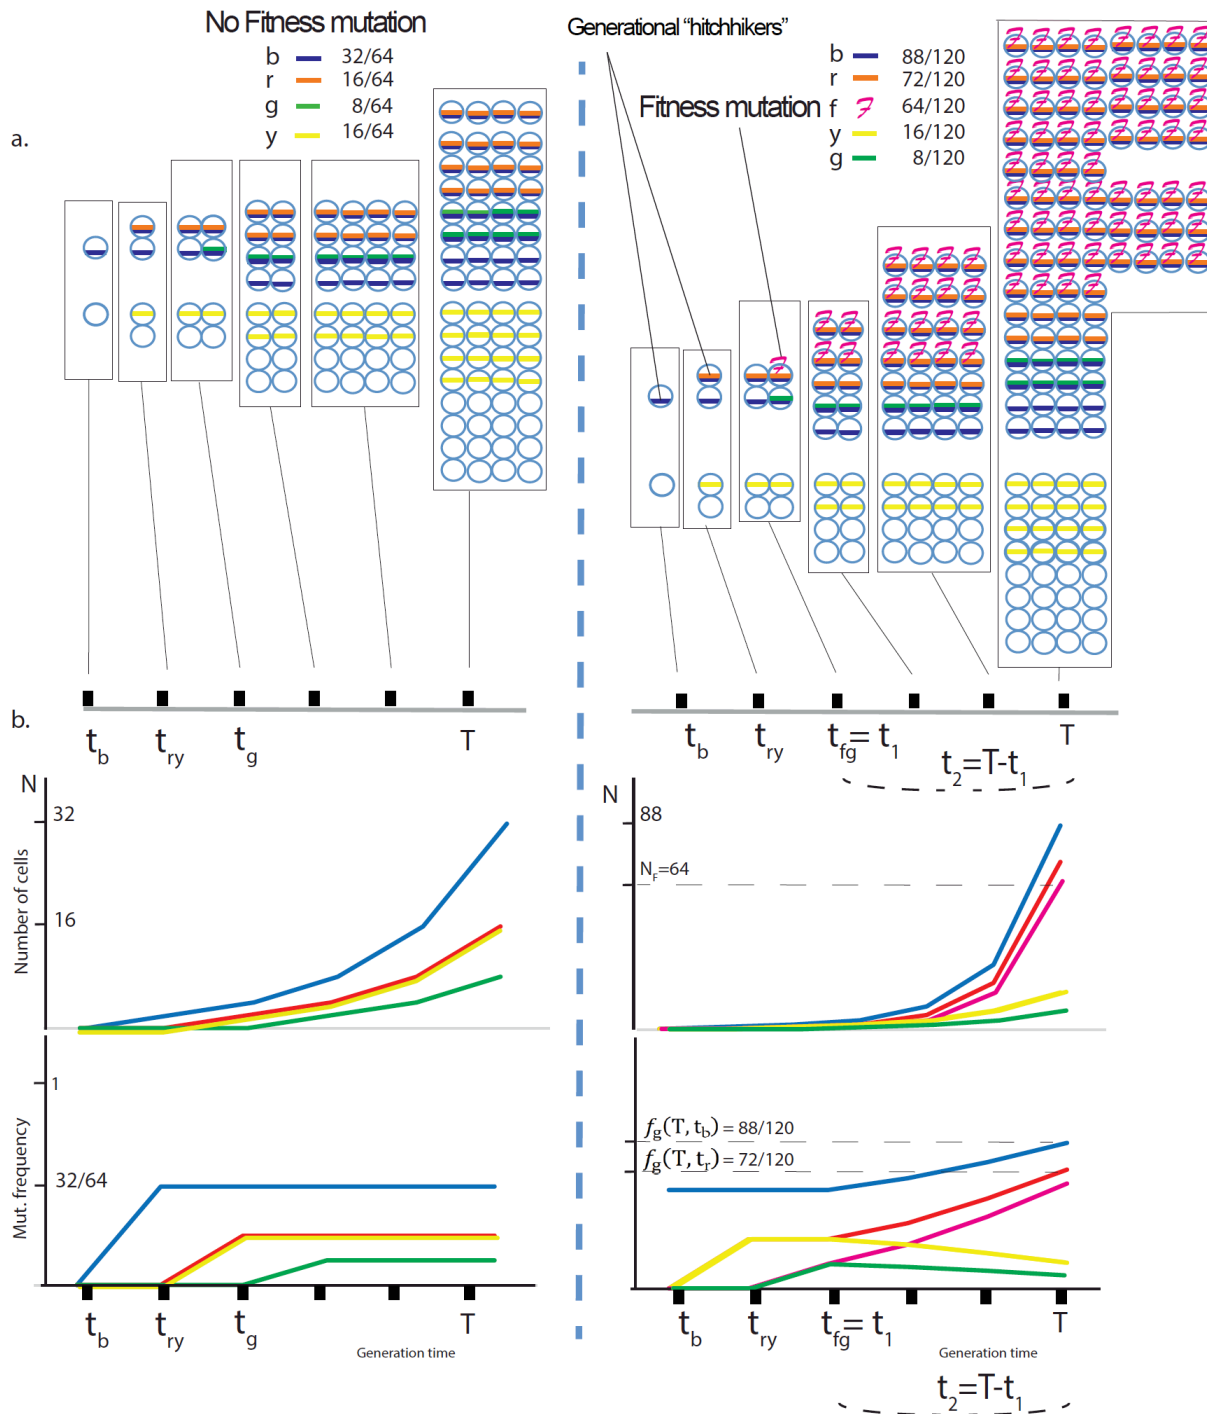 No Fitness mutation
b 32/64
r 16/64
g 8/64
y 16/64
Generational “hitchhikers”
Fitness mutation
b 88/120
r 72/120
f 64/120
y 16/120
g 8/120
a.
t_b t_ry t_g T
t_b t_ry t_fg = t_1 T
t_2=T-t_1
b.
N
32
16
Number of cells
N
88
N_F=64
1
32/64
Mut. frequency
f_g(T, t_b) = 88/120
f_g(T, t_r) = 72/120
t_b t_ry t_g T
Generation time
t_b t_ry t_fg = t_1 T
Generation time
t_2=T-t_1